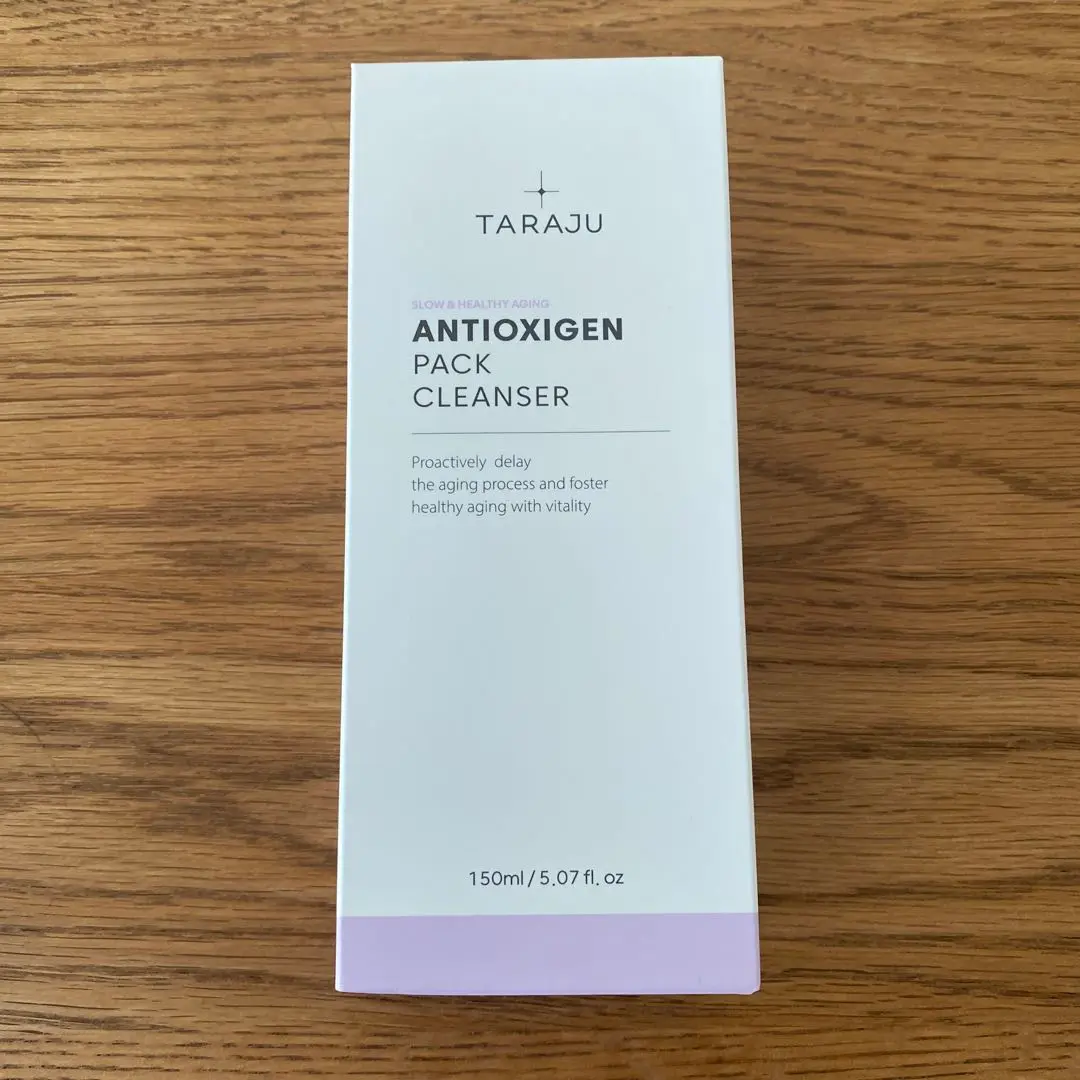 TARAJU
SLOW & HEALTHY AGING
ANTIOXIGEN
PACK
CLEANSER
Proactively delay
the aging process and foster
healthy aging with vitality
150ml / 5.07 fl. oz